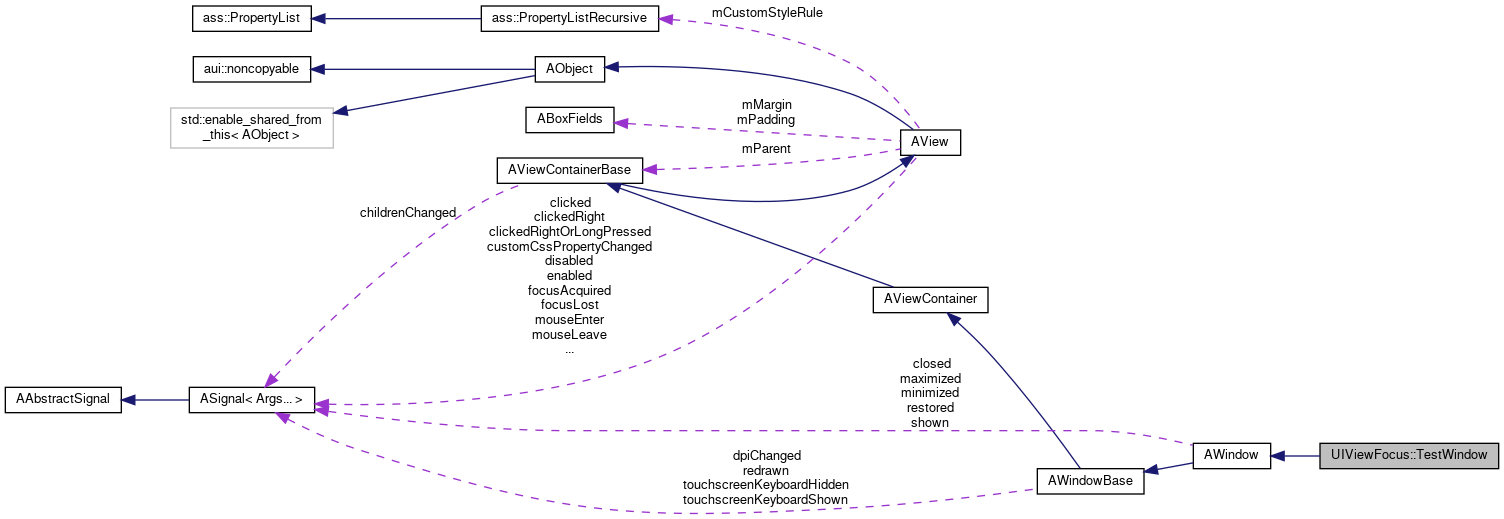 ass::PropertyList
ass::PropertyListRecursive
mCustomStyleRule
aui::noncopyable
AObject
std::enable_shared_from
_this< AObject >
ABoxFields
mMargin
mPadding
AView
mParent
AViewContainerBase
childrenChanged
clicked
clickedRight
clickedRightOrLongPressed
customCssPropertyChanged
disabled
enabled
focusAcquired
focusLost
mouseEnter
mouseLeave
...
AViewContainer
AAbstractSignal
ASignal< Args... >
closed
maximized
minimized
restored
shown
AWindow
UIViewFocus::TestWindow
dpiChanged
redrawn
touchscreenKeyboardHidden
touchscreenKeyboardShown
AWindowBase